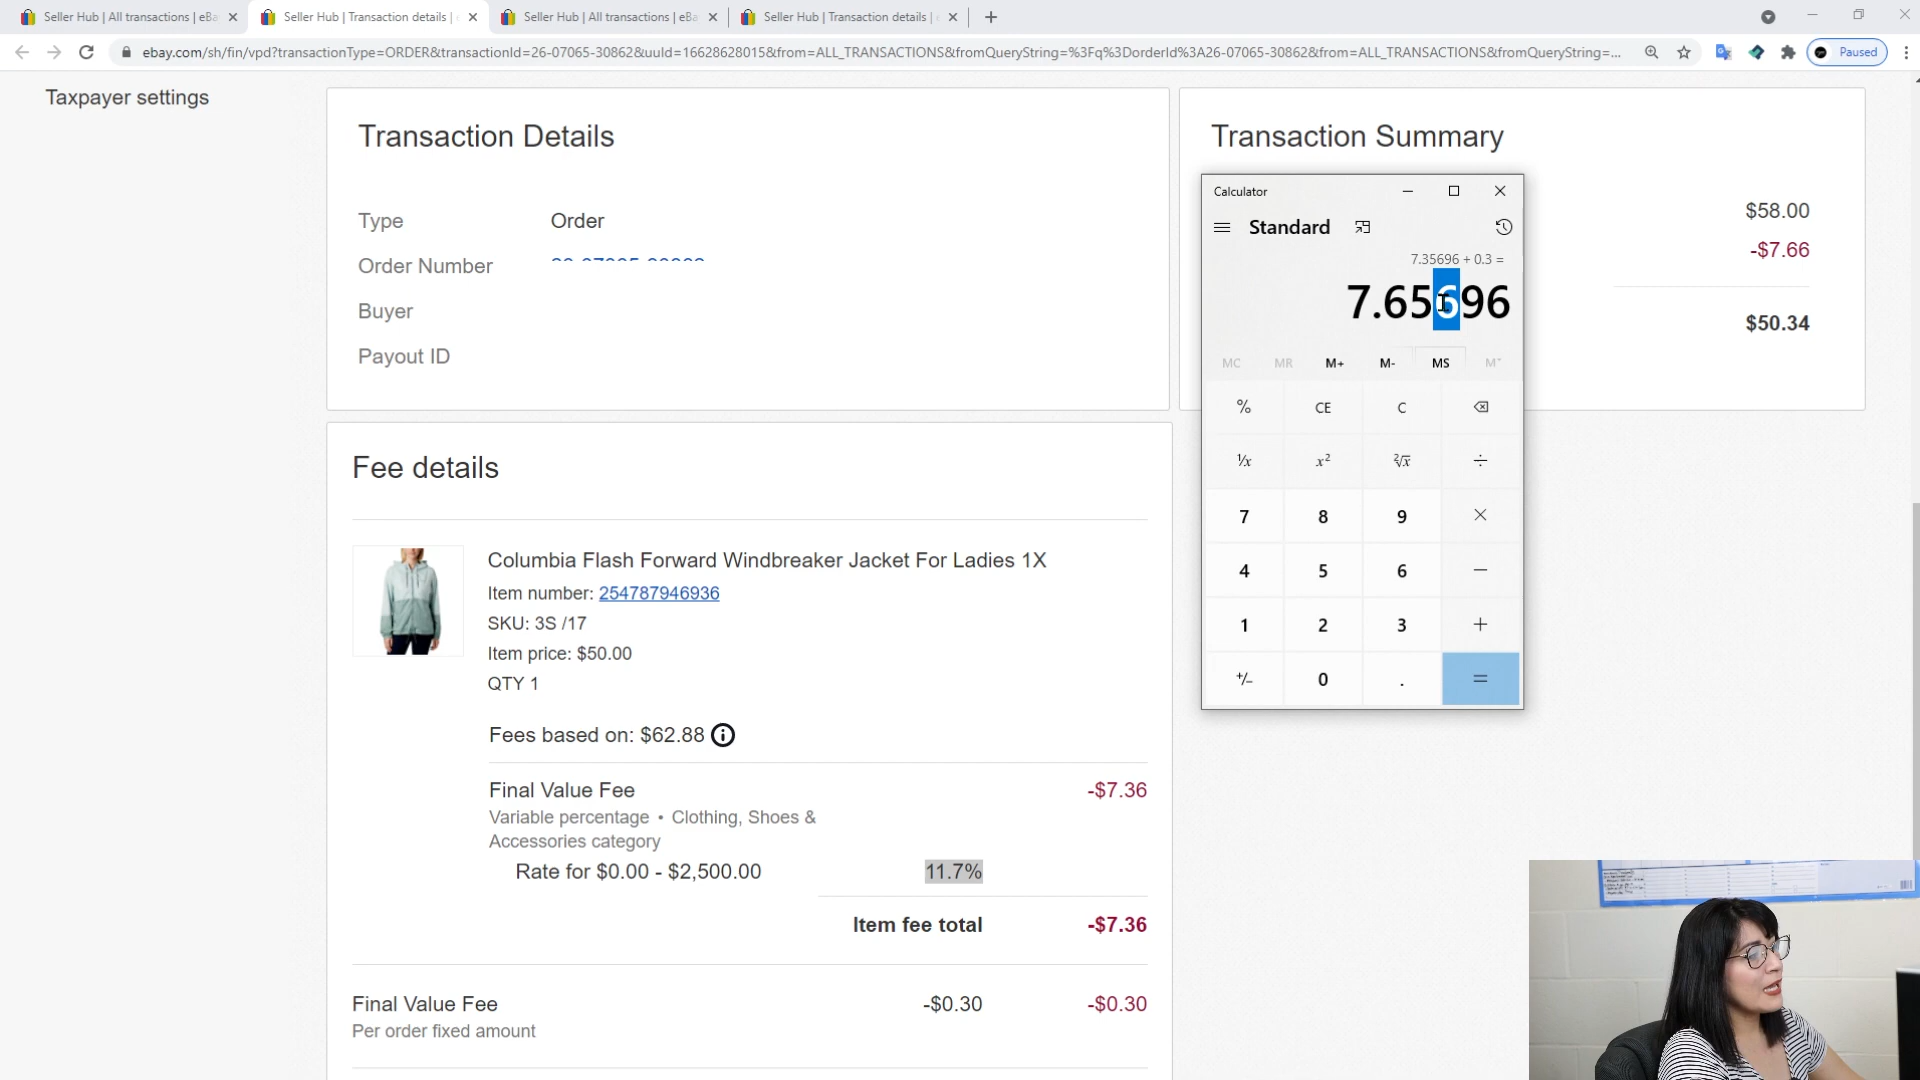 Seller Hub | All transactions | eBa
Seller Hub | Transaction details |
Seller Hub | All transactions | eBa
Seller Hub | Transaction details |
ebay.com/sh/fin/vpd?transactionType=ORDER&transactionId=26-07065-30862&uuId=16628628015&from=ALL_TRANSACTIONS&fromQueryString=%3Fq%3DorderId%3A26-07065-30862&from=ALL_TRANSACTIONS&fromQueryString=...
Paused
Taxpayer settings
Transaction Details
Type Order
Order Number
Buyer
Payout ID
Transaction Summary
$58.00
-$7.66
$50.34
Calculator
Standard
7.35696 + 0.3 =
7.65696
MC MR M+ M- MS M˅
% CE C
⅟x x² ²√x ÷
7 8 9 ×
4 5 6 −
1 2 3 +
+/− 0 . =
Fee details
Columbia Flash Forward Windbreaker Jacket For Ladies 1X
Item number: 254787946936
SKU: 3S /17
Item price: $50.00
QTY 1
Fees based on: $62.88
Final Value Fee -$7.36
Variable percentage • Clothing, Shoes &
Accessories category
Rate for $0.00 - $2,500.00 11.7%
Item fee total -$7.36
Final Value Fee -$0.30 -$0.30
Per order fixed amount